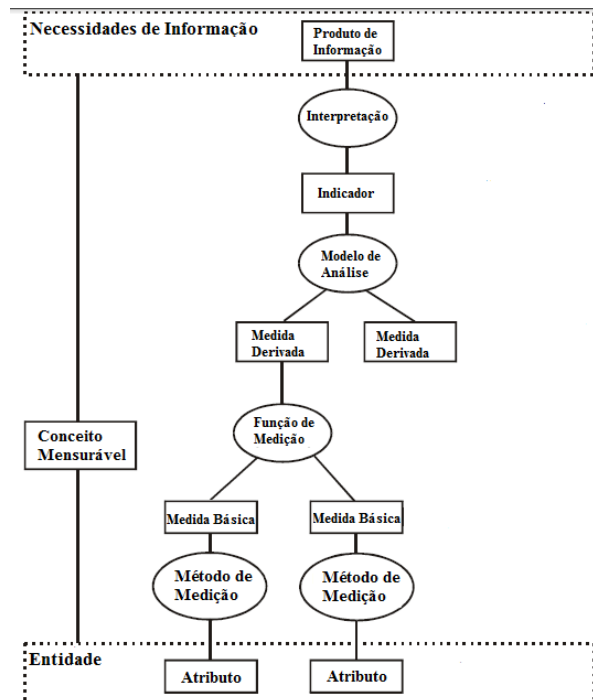 Necessidades de Informação
Produto de
Informação
Interpretação
Indicador
Modelo de
Análise
Medida
Derivada
Medida
Derivada
Função de
Medição
Conceito
Mensurável
Medida Básica
Medida Básica
Método de
Medição
Método de
Medição
Entidade
Atributo
Atributo